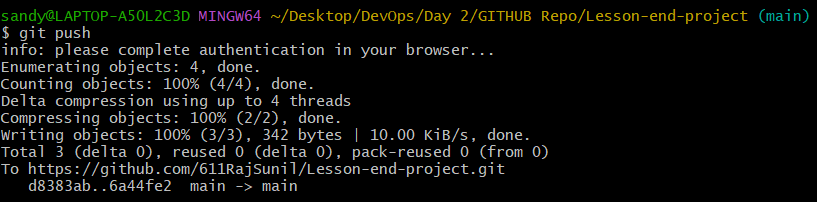 sandy@LAPTOP-A50L2C3D MINGW64 ~/Desktop/DevOps/Day 2/GITHUB Repo/Lesson-end-project (main)
$ git push
info: please complete authentication in your browser...
Enumerating objects: 4, done.
Counting objects: 100% (4/4), done.
Delta compression using up to 4 threads
Compressing objects: 100% (2/2), done.
Writing objects: 100% (3/3), 342 bytes | 10.00 KiB/s, done.
Total 3 (delta 0), reused 0 (delta 0), pack-reused 0 (from 0)
To https://github.com/611RajSunil/Lesson-end-project.git
   d8383ab..6a44fe2  main -> main